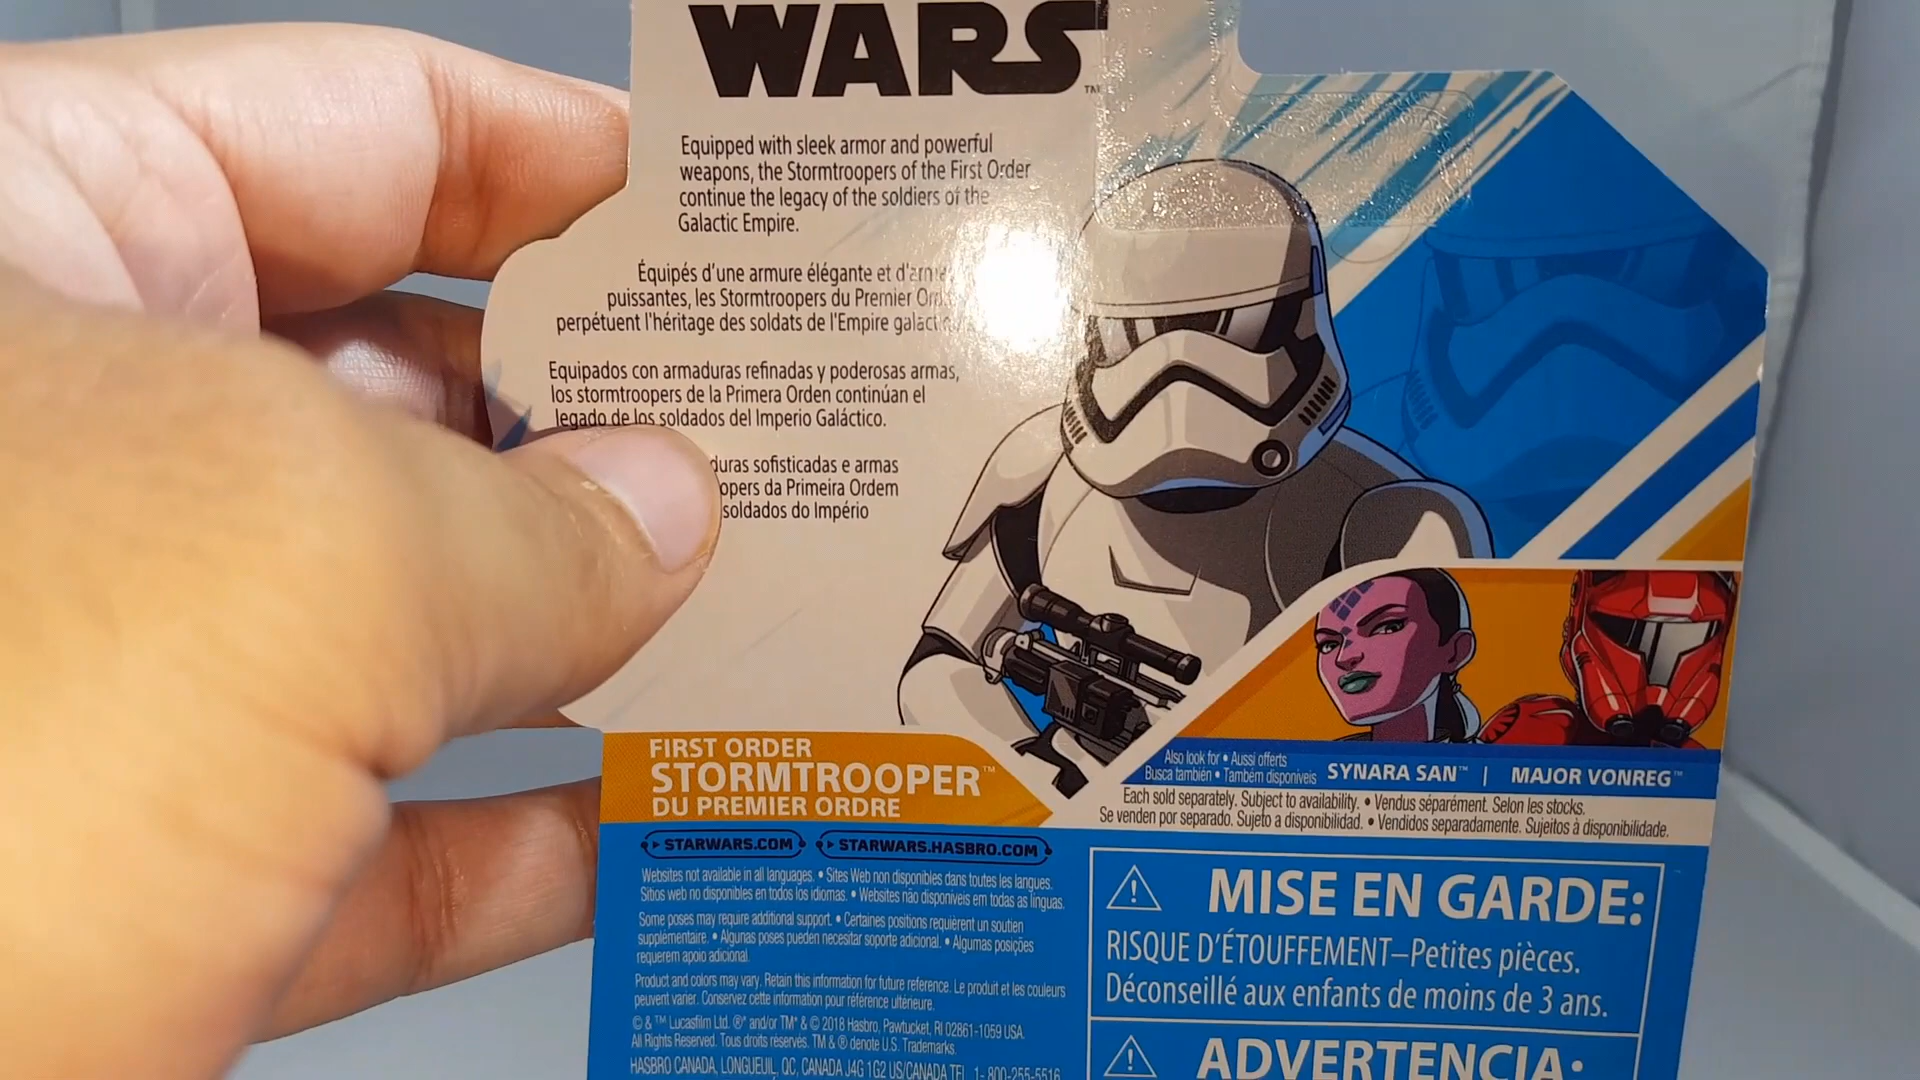 WARS™
Equipped with sleek armor and powerful
weapons, the Stormtroopers of the First Order
continue the legacy of the soldiers of the
Galactic Empire.
Équipés d'une armure élégante et d'armes
puissantes, les Stormtroopers du Premier
perpétuent l'héritage des soldats de l'Empire
Equipados con armaduras refinadas y poderosas armas,
los stormtroopers de la Primera Orden continúan el
legado de los soldados del Imperio Galáctico.
sofisticadas e armas
da Primeira Ordem
soldados do Império
FIRST ORDER
STORMTROOPER™
DU PREMIER ORDRE
Also look for • Aussi offerts
Busca también • Também disponíveis
SYNARA SAN™ | MAJOR VONREG™
Each sold separately. Subject to availability. • Vendus séparément. Selon les stocks.
Se venden por separado. Sujeto a disponibilidad. • Vendidos separadamente. Sujeitos à disponibilidade.
STARWARS.COM STARWARS.HASBRO.COM
Websites not available in all languages. • Sites Web non disponibles dans toutes les langues.
Sitios web no disponibles en todos los idiomas. • Websites não disponíveis em todas as línguas.
Some poses may require additional support. • Certaines positions requièrent un soutien
supplémentaire. • Algunas poses pueden necesitar soporte adicional. • Algumas posições
requerem apoio adicional.
Product and colors may vary. Retain this information for future reference. Le produit et les couleurs
peuvent varier. Conservez cette information pour référence ultérieure.
© & ™ Lucasfilm Ltd. ®* and/or TM* & © 2018 Hasbro, Pawtucket, RI 02861-1059 USA.
All Rights Reserved. Tous droits réservés. TM & ® denote U.S. Trademarks.
HASBRO CANADA, LONGUEUIL, QC, CANADA J4G 1G2 US/CANADA TEL. 1-800-255-5516
MISE EN GARDE:
RISQUE D'ÉTOUFFEMENT–Petites pièces.
Déconseillé aux enfants de moins de 3 ans.
ADVERTENCIA: